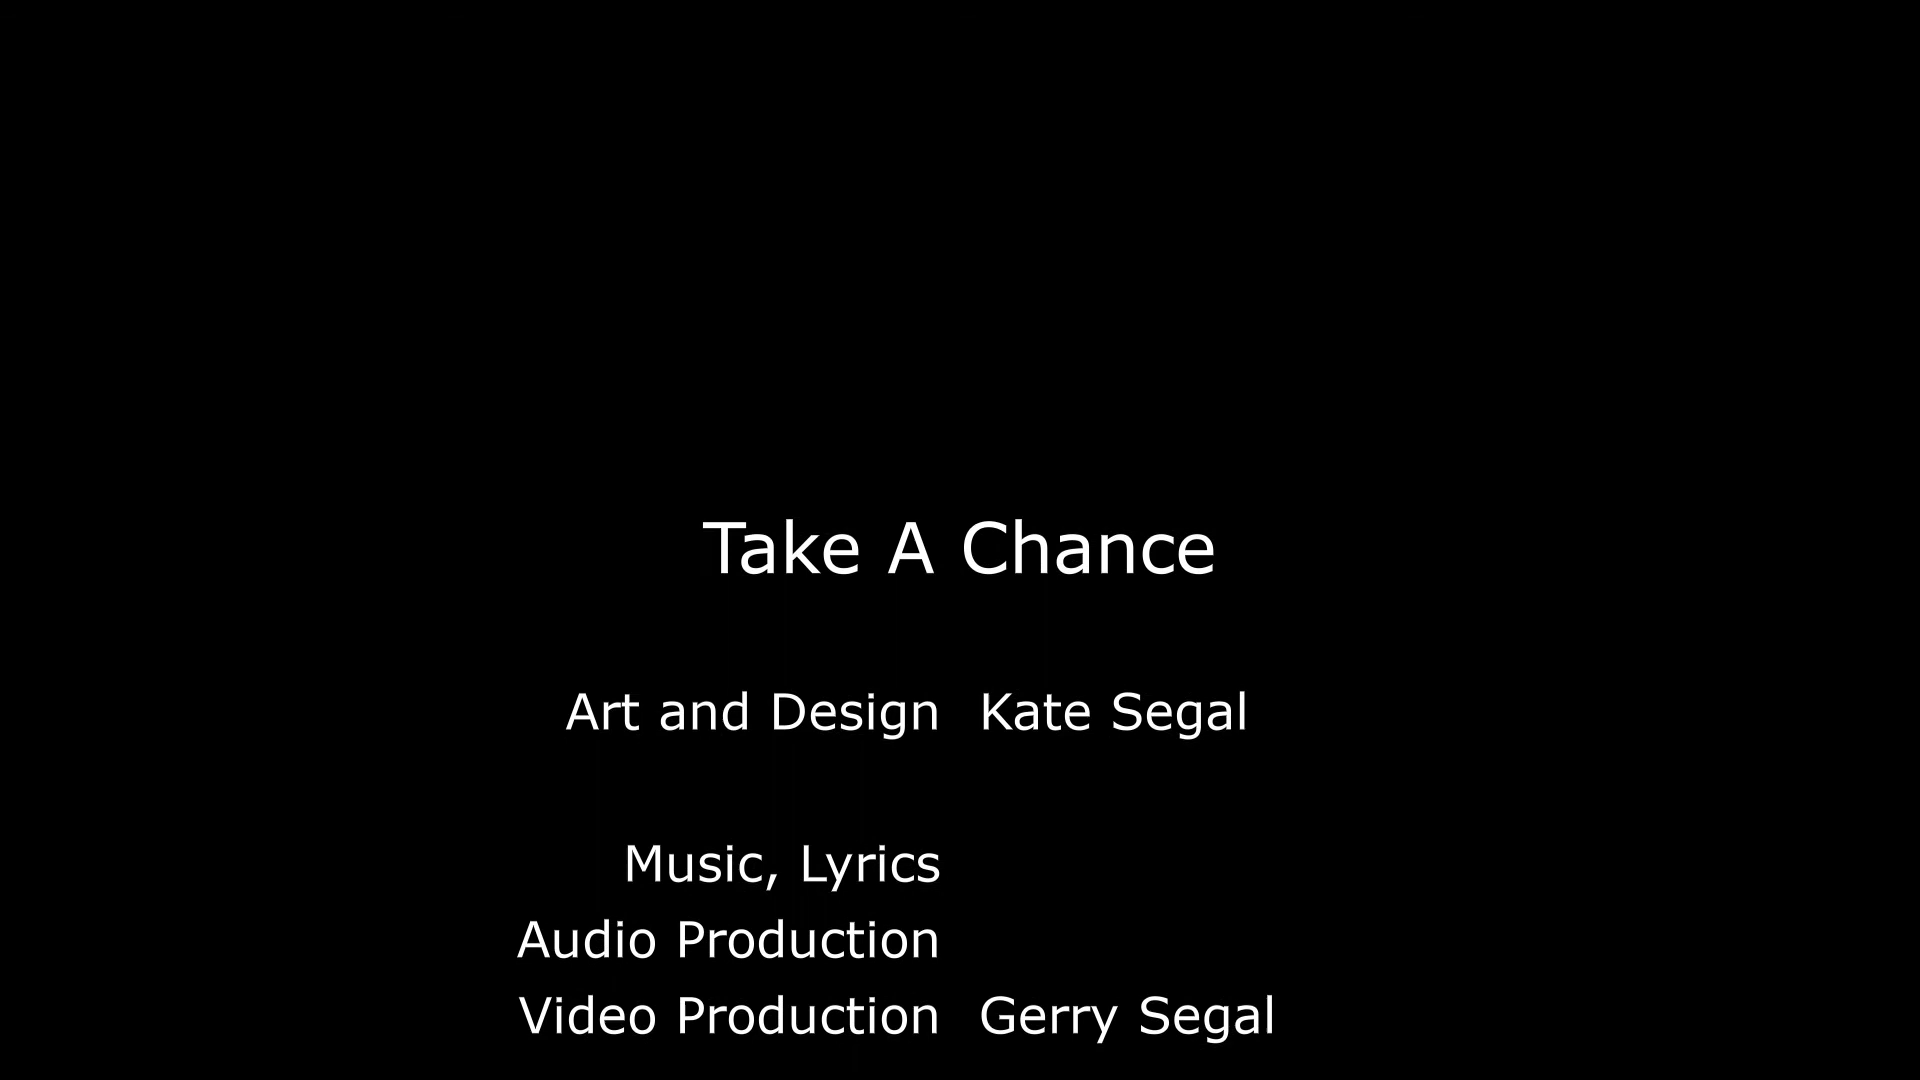 Take A Chance
Art and Design Kate Segal
Music, Lyrics
Audio Production
Video Production Gerry Segal